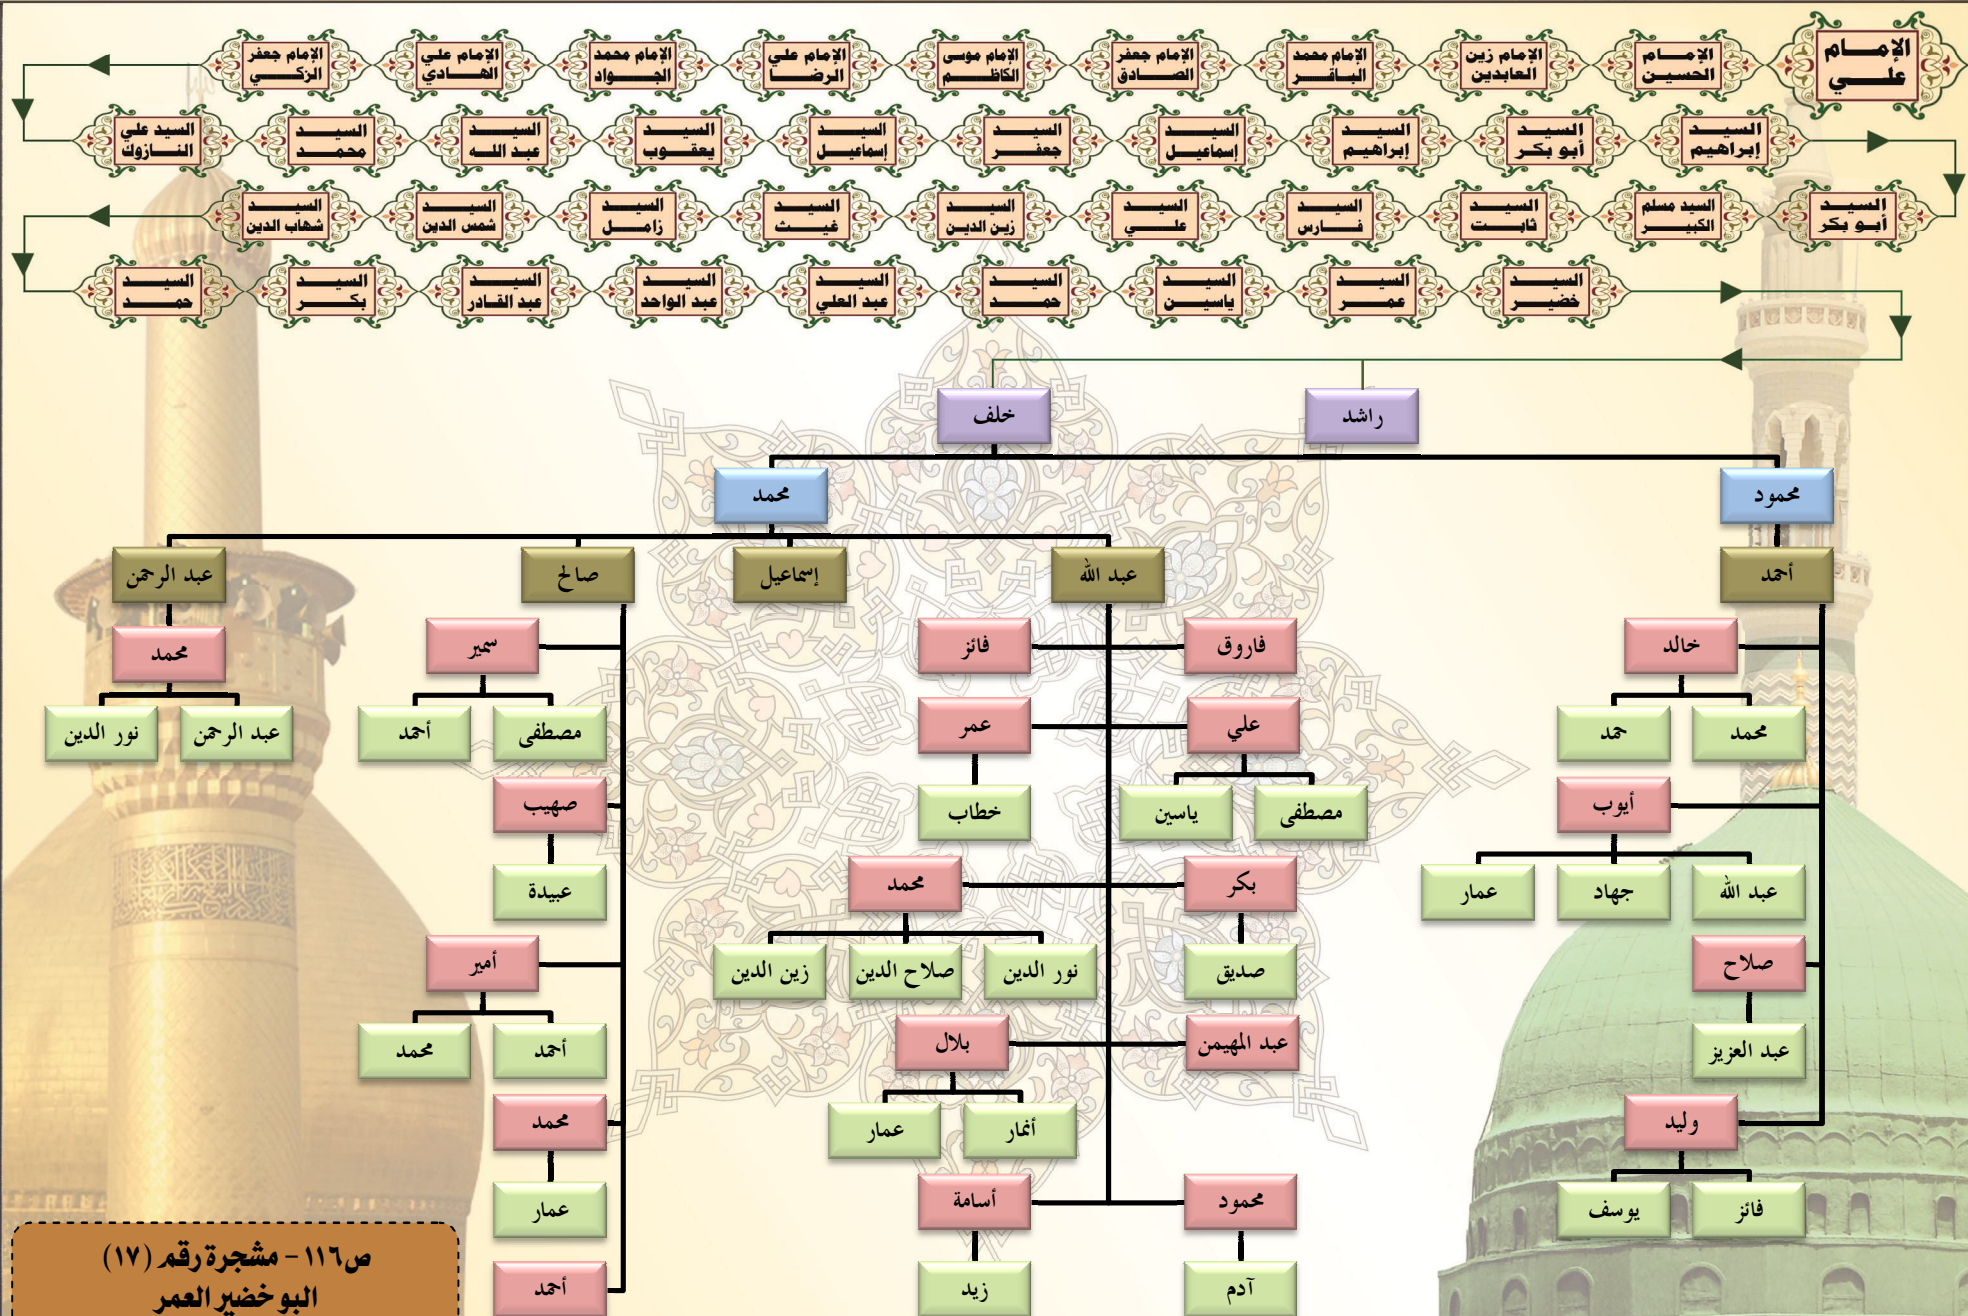 الإمام
علي
الإمام
الحسين
الإمام زين
العابدين
الإمام محمد
الباقر
الإمام جعفر
الصادق
الإمام موسى
الكاظم
الإمام علي
الرضا
الإمام محمد
الجواد
الإمام علي
الهادي
الإمام جعفر
الزكي
السيد علي
النازوك
السيد
محمد
السيد
عبد الله
السيد
يعقوب
السيد
إسماعيل
السيد
جعفر
السيد
إسماعيل
السيد
إبراهيم
السيد
أبو بكر
السيد
إبراهيم
السيد
أبو بكر
السيد مسلم
الكبير
السيد
ثابت
السيد
فارس
السيد
علي
السيد
زين الدين
السيد
غيث
السيد
زامل
السيد
شمس الدين
السيد
شهاب الدين
السيد
حمد
السيد
بكر
السيد
عبد القادر
السيد
عبد الواحد
السيد
عبد العلي
السيد
حمد
السيد
ياسين
السيد
عمر
السيد
خضير
راشد
خلف
محمود
محمد
أحمد
عبد الله
إسماعيل
صالح
عبد الرحمن
خالد
فاروق
فائز
سمير
محمد
محمد
حمد
علي
عمر
مصطفى
أحمد
عبد الرحمن
نور الدين
أيوب
مصطفى
ياسين
خطاب
صهيب
عبد الله
جهاد
عمار
بكر
محمد
عبيدة
صلاح
صديق
نور الدين
صلاح الدين
زين الدين
أمير
عبد العزيز
عبد المهيمن
بلال
أحمد
محمد
وليد
أنمار
عمار
محمد
فائز
يوسف
محمود
أسامة
عمار
آدم
زيد
أحمد
ص١١٦ - مشجرة رقم (١٧)
البو خضير العمر